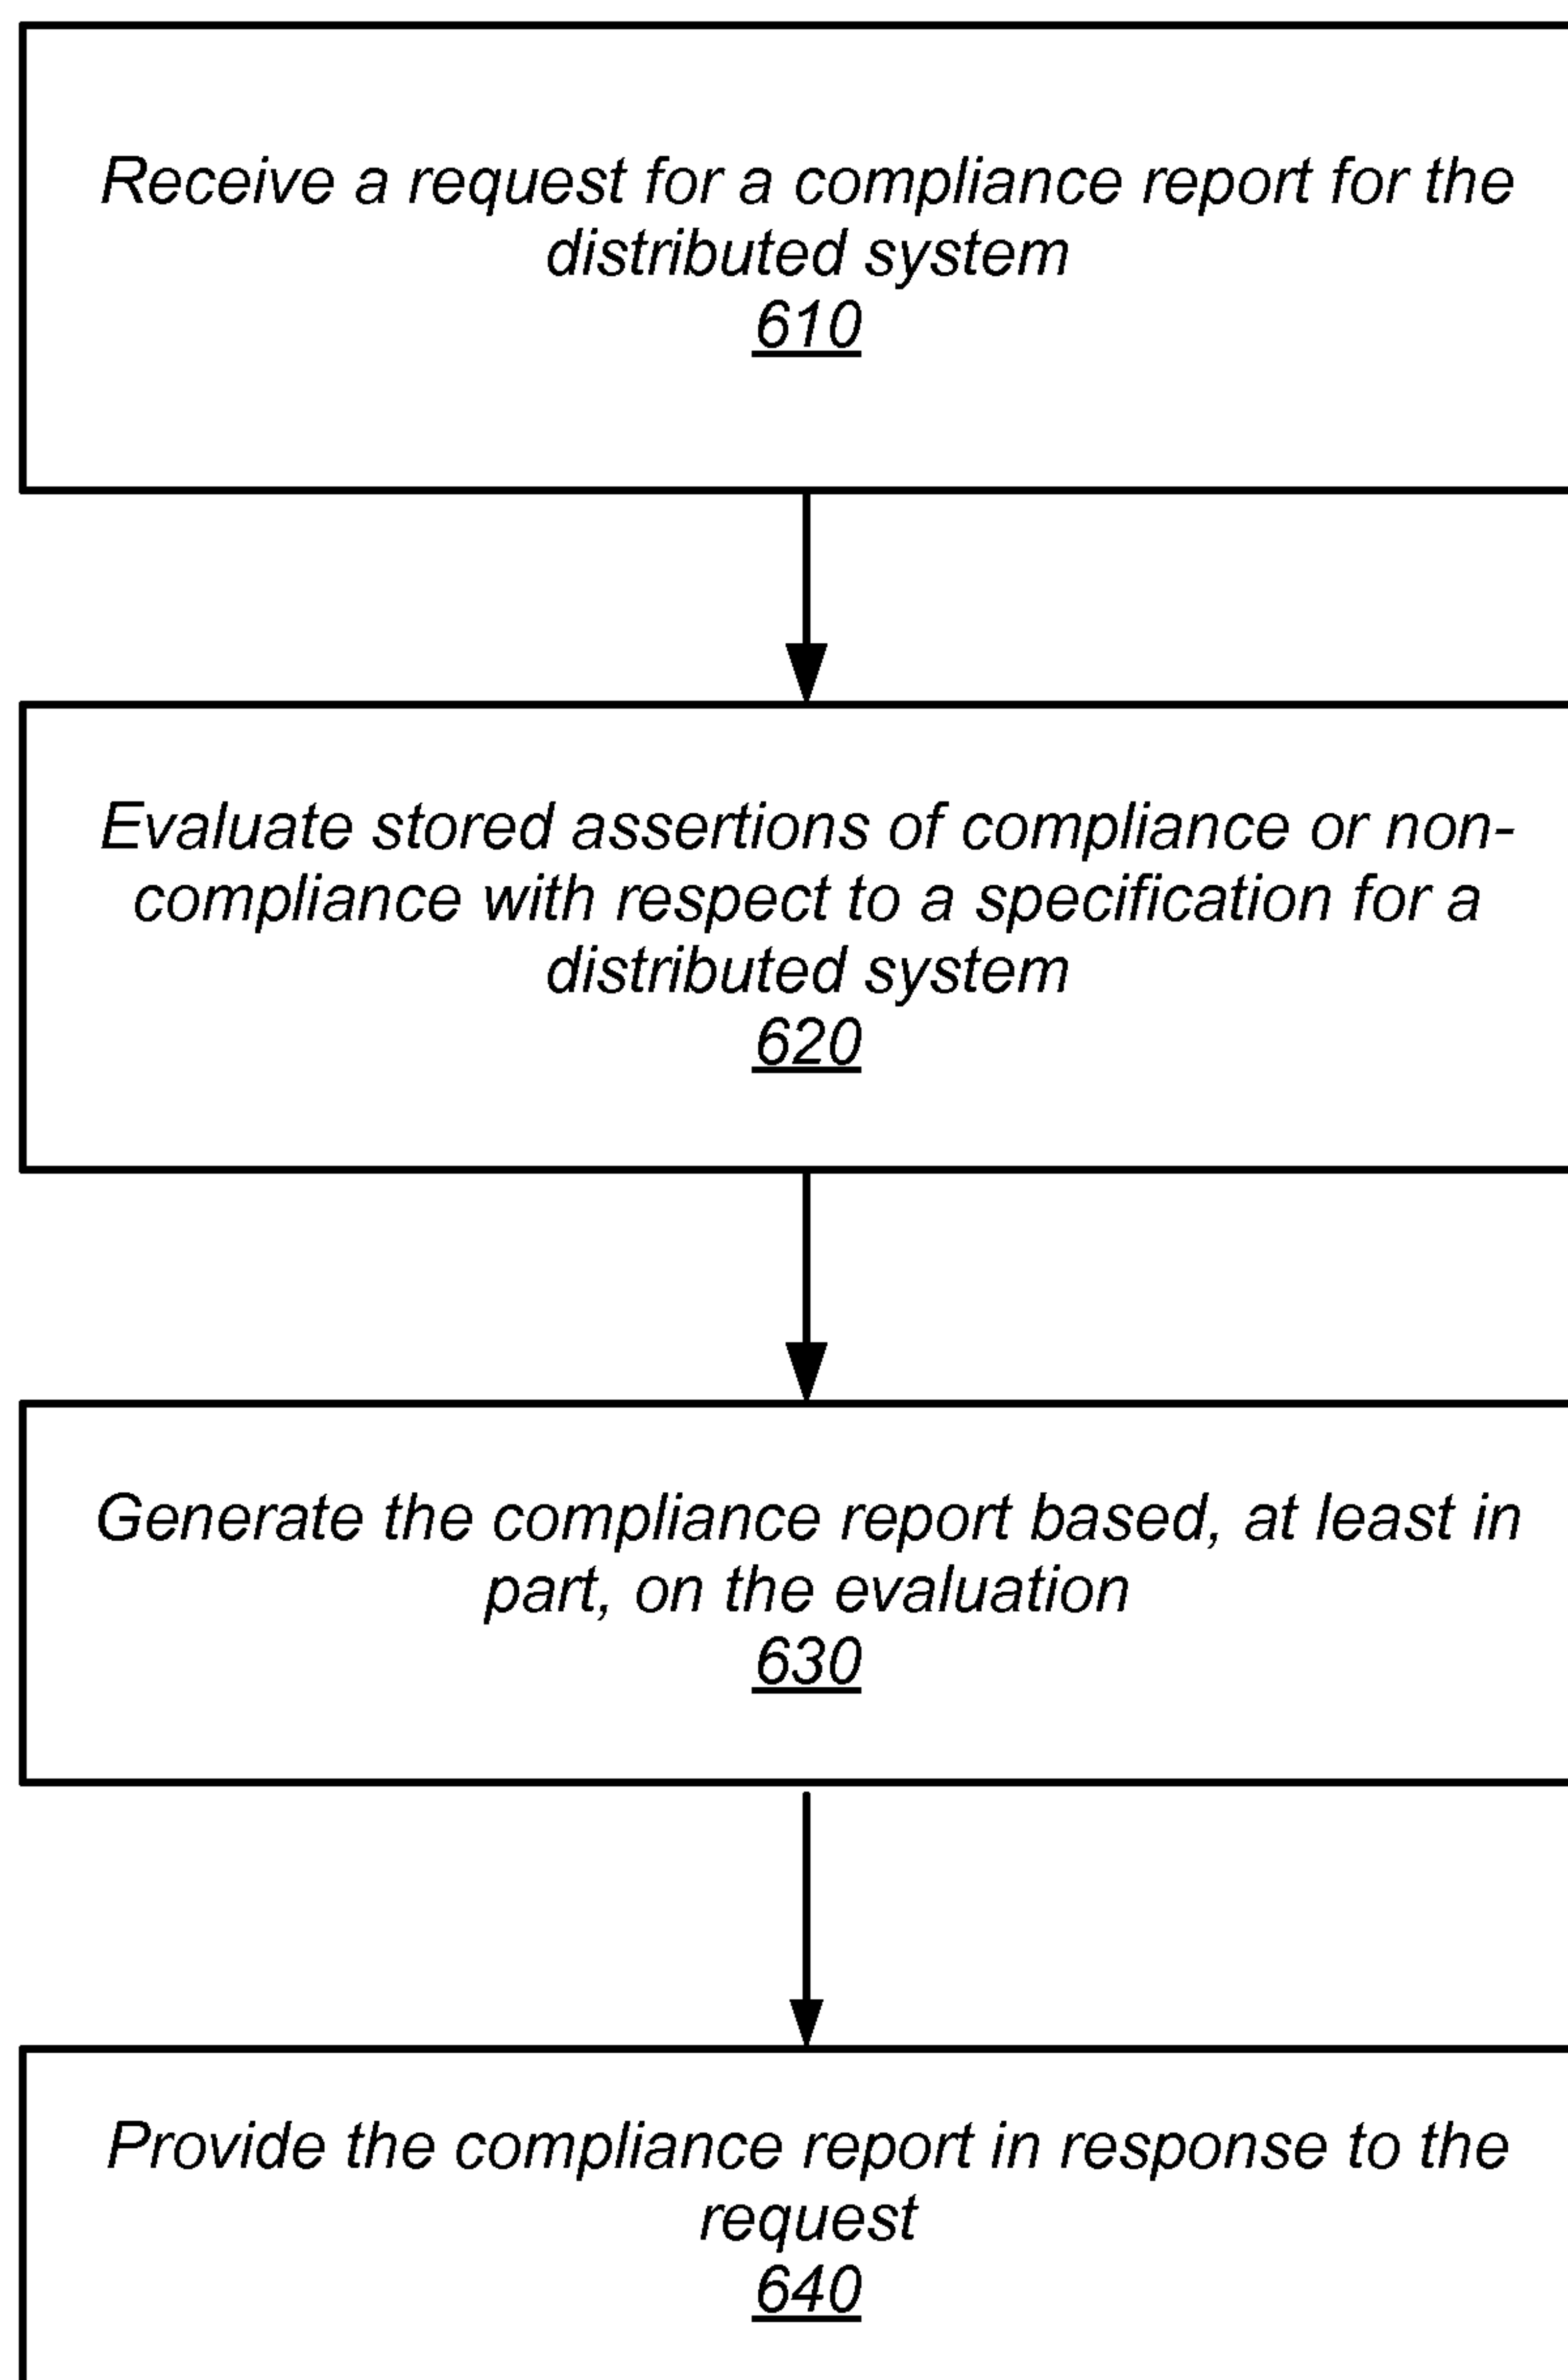 Receive a request for a compliance report for the
distributed system
610
Evaluate stored assertions of compliance or non-
compliance with respect to a specification for a
distributed system
620
Generate the compliance report based, at least in
part, on the evaluation
630
Provide the compliance report in response to the
request
640